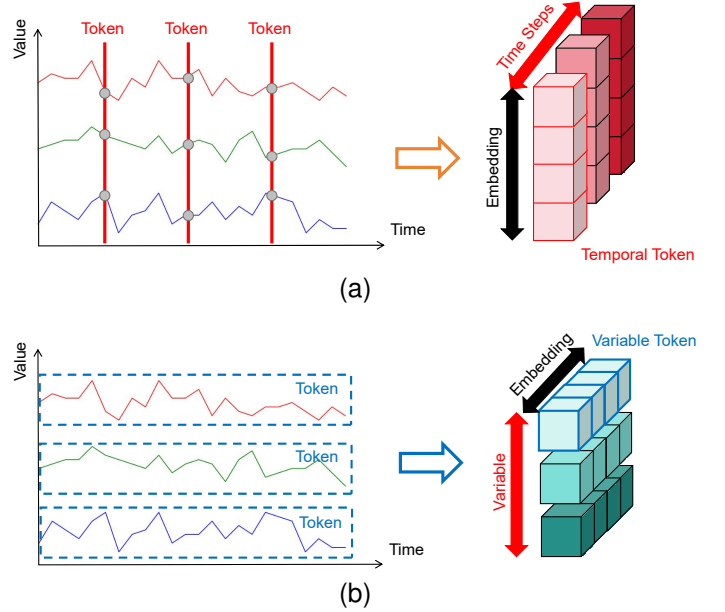 Value
Token
Token
Token
Time
Time Steps
Embedding
Temporal Token
(a)
Value
Token
Token
Token
Time
Embedding
Variable Token
Variable
(b)